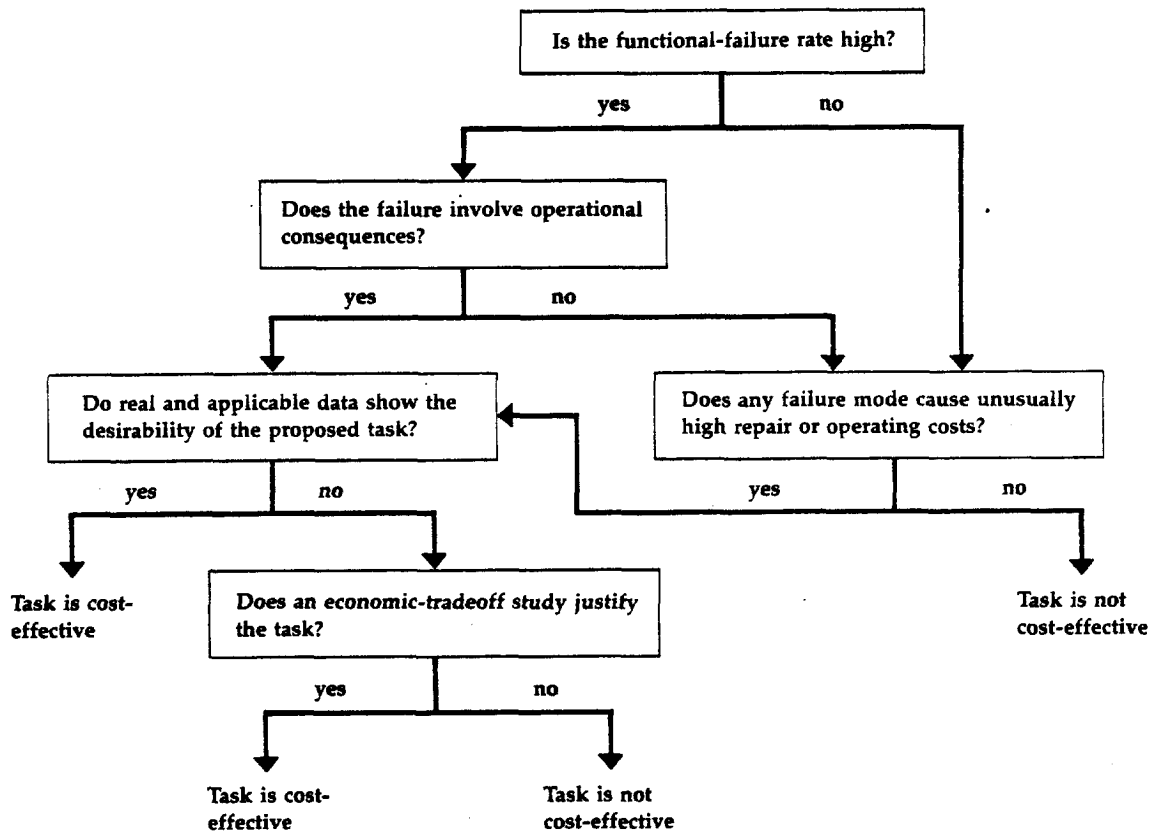 Is the functional-failure rate high?
yes no
Does the failure involve operational
consequences?
yes no
Do real and applicable data show the
desirability of the proposed task?
Does any failure mode cause unusually
high repair or operating costs?
yes no
yes no
Task is cost-
effective
Does an economic-tradeoff study justify
the task?
Task is not
cost-effective
yes no
Task is cost-
effective
Task is not
cost-effective